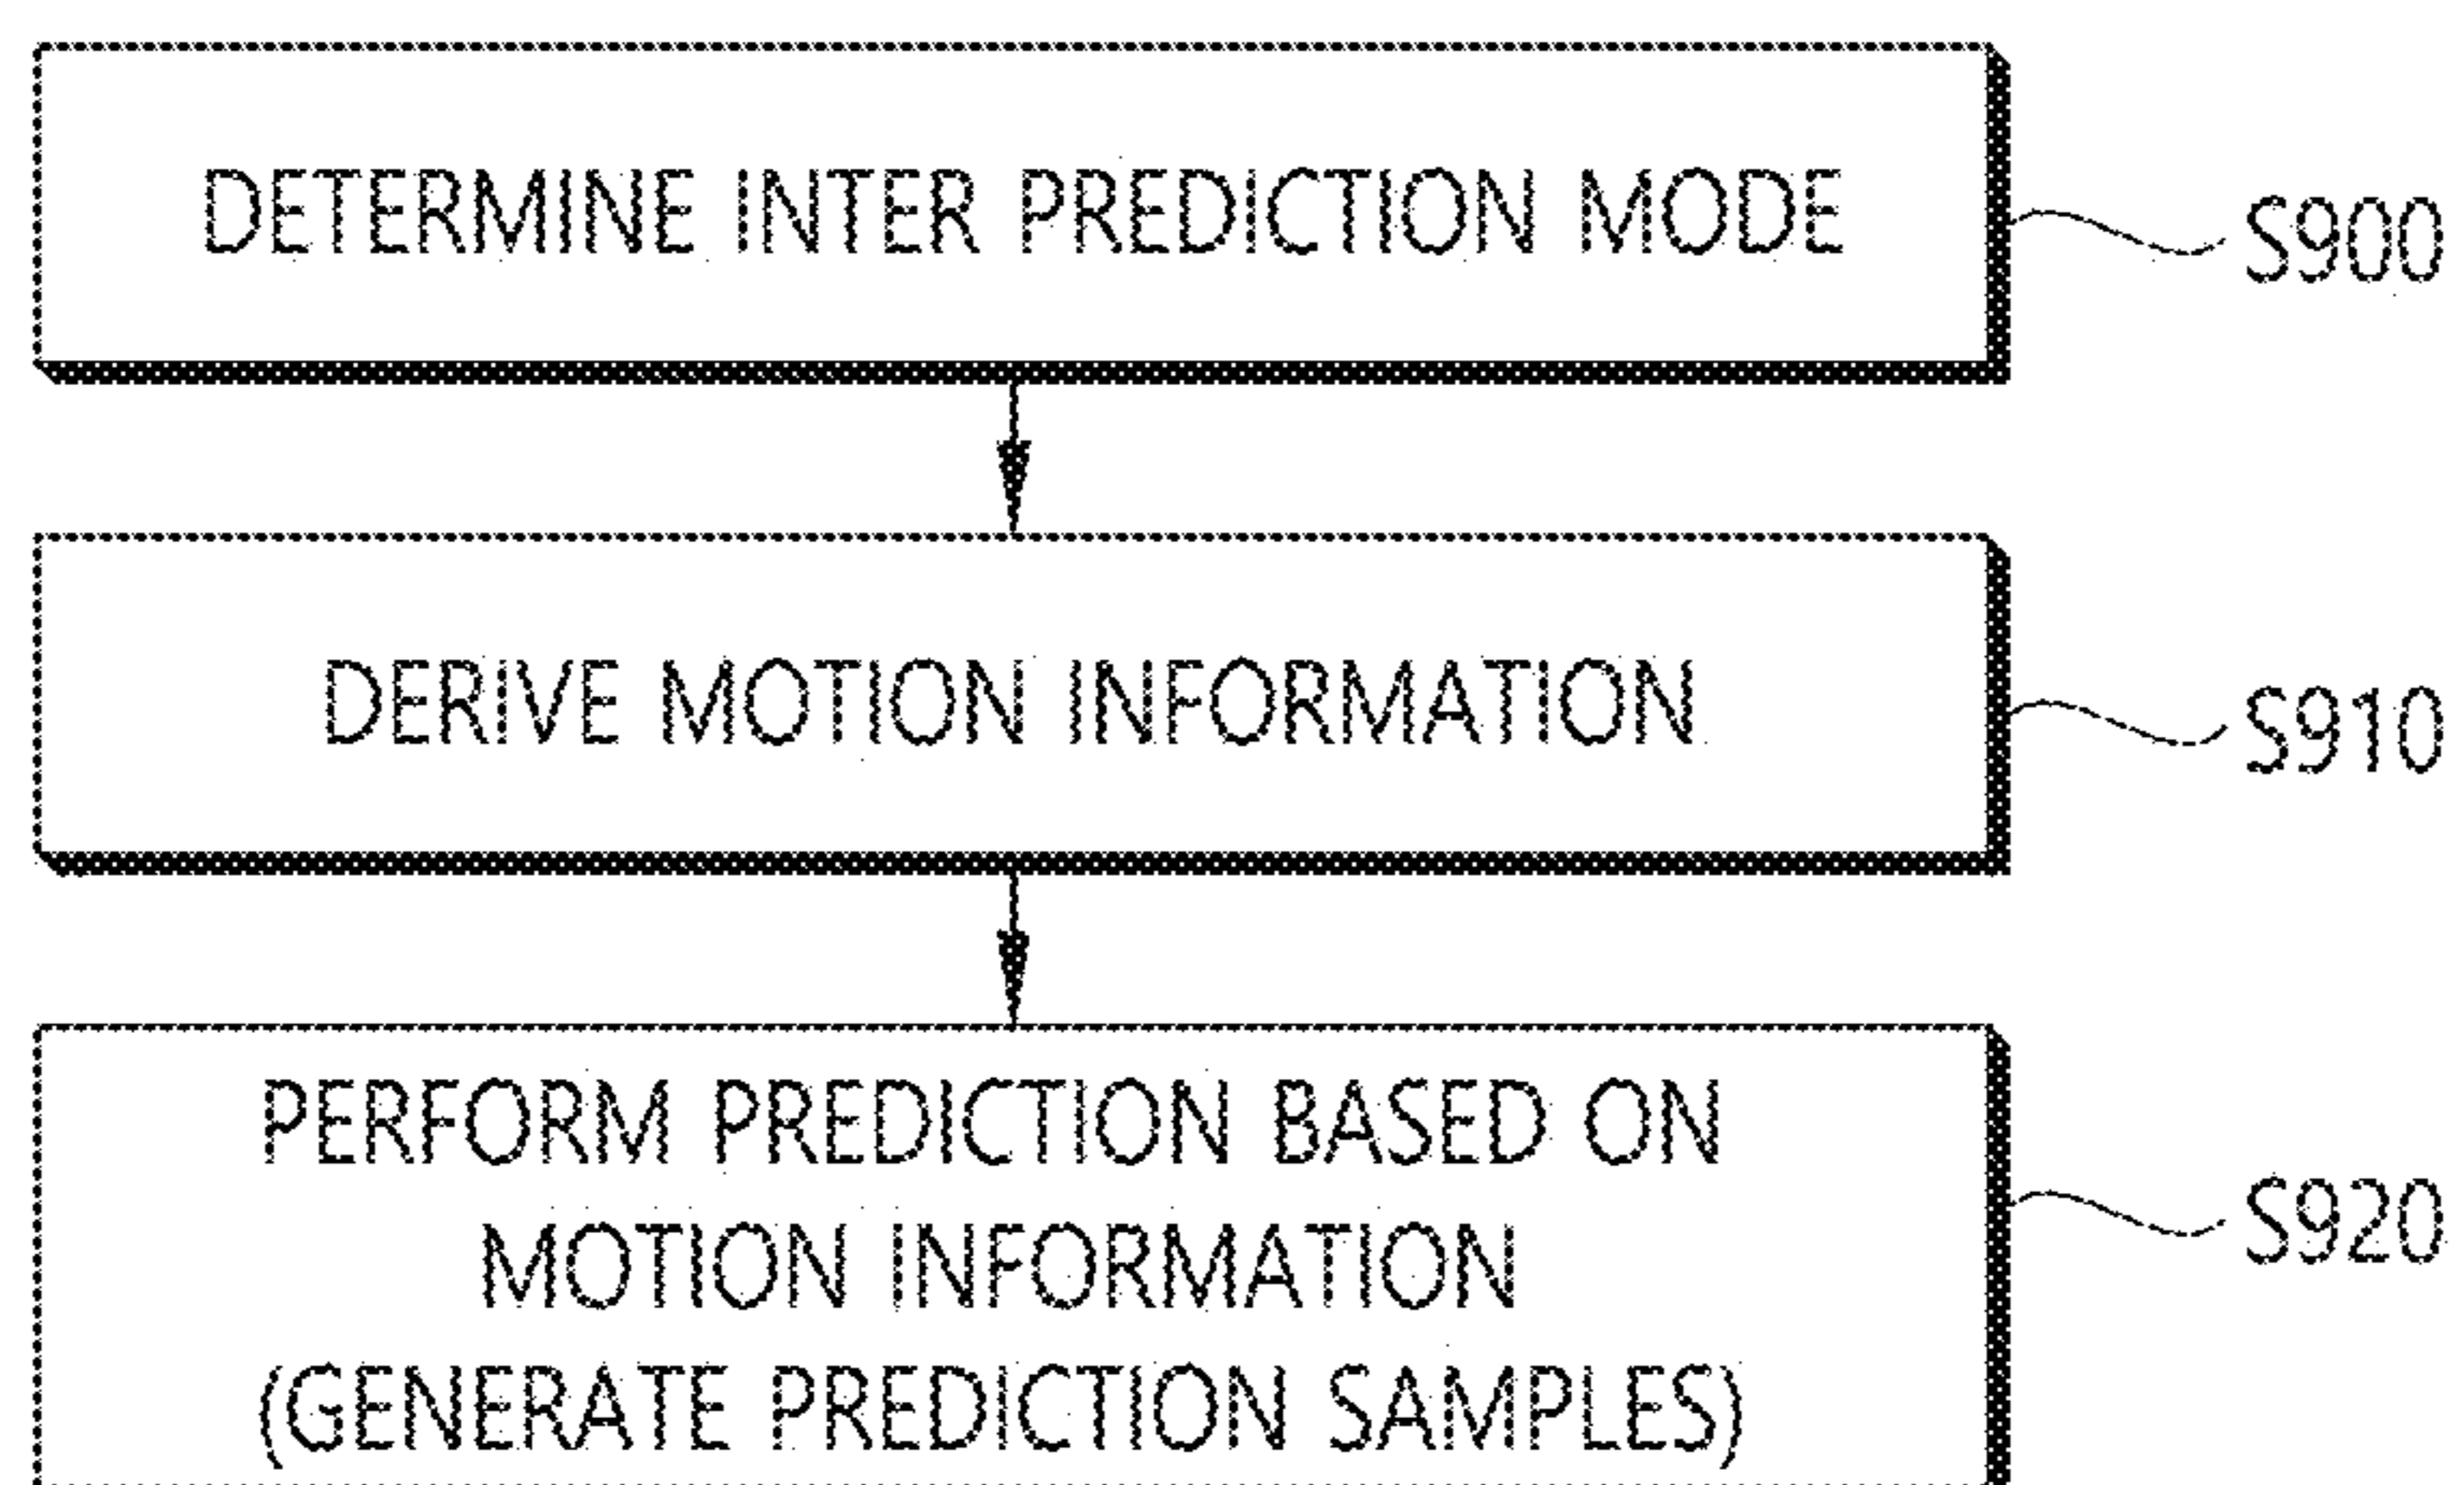 DETERMINE INTER PREDICTION MODE
S900
DERIVE MOTION INFORMATION
S910
PERFORM PREDICTION BASED ON
MOTION INFORMATION
(GENERATE PREDICTION SAMPLES)
S920